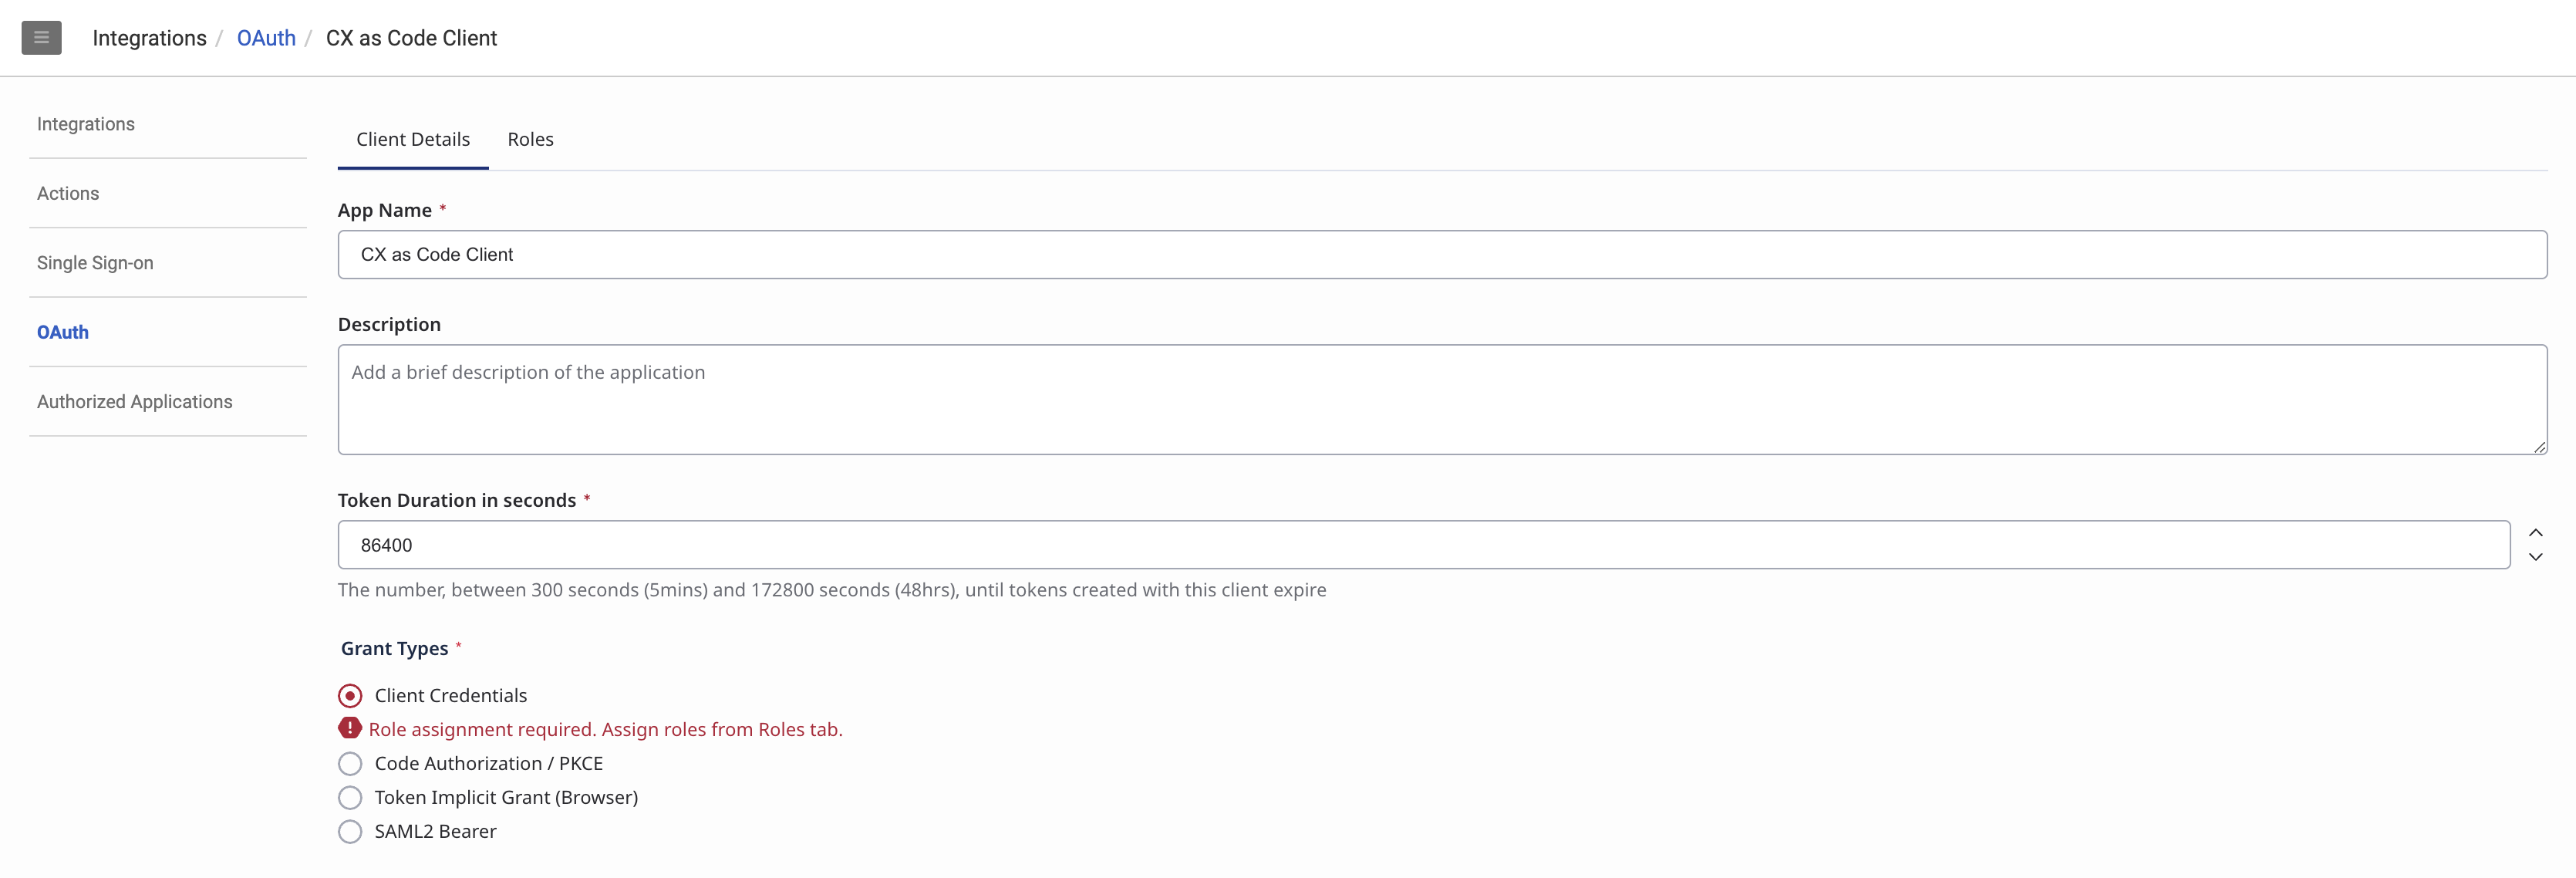 Integrations / OAuth / CX as Code Client
Integrations
Actions
Single Sign-on
OAuth
Authorized Applications
Client Details Roles
App Name *
CX as Code Client
Description
Add a brief description of the application
Token Duration in seconds *
86400
The number, between 300 seconds (5mins) and 172800 seconds (48hrs), until tokens created with this client expire
Grant Types *
Client Credentials
Role assignment required. Assign roles from Roles tab.
Code Authorization / PKCE
Token Implicit Grant (Browser)
SAML2 Bearer